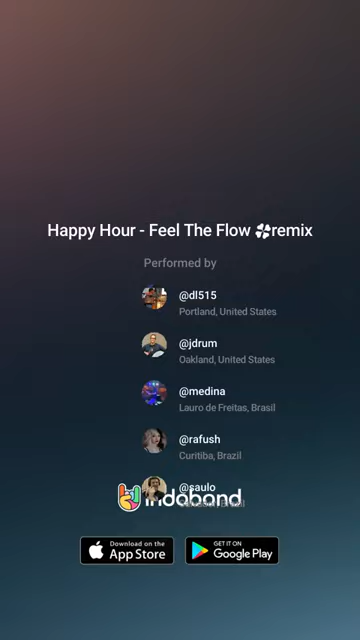 Happy Hour - Feel The Flow 🍀remix
Performed by
@dl515
Portland, United States
@jdrum
Oakland, United States
@medina
Lauro de Freitas, Brasil
@rafush
Curitiba, Brazil
@saulo
indaband
Download on the
App Store
GET IT ON
Google Play